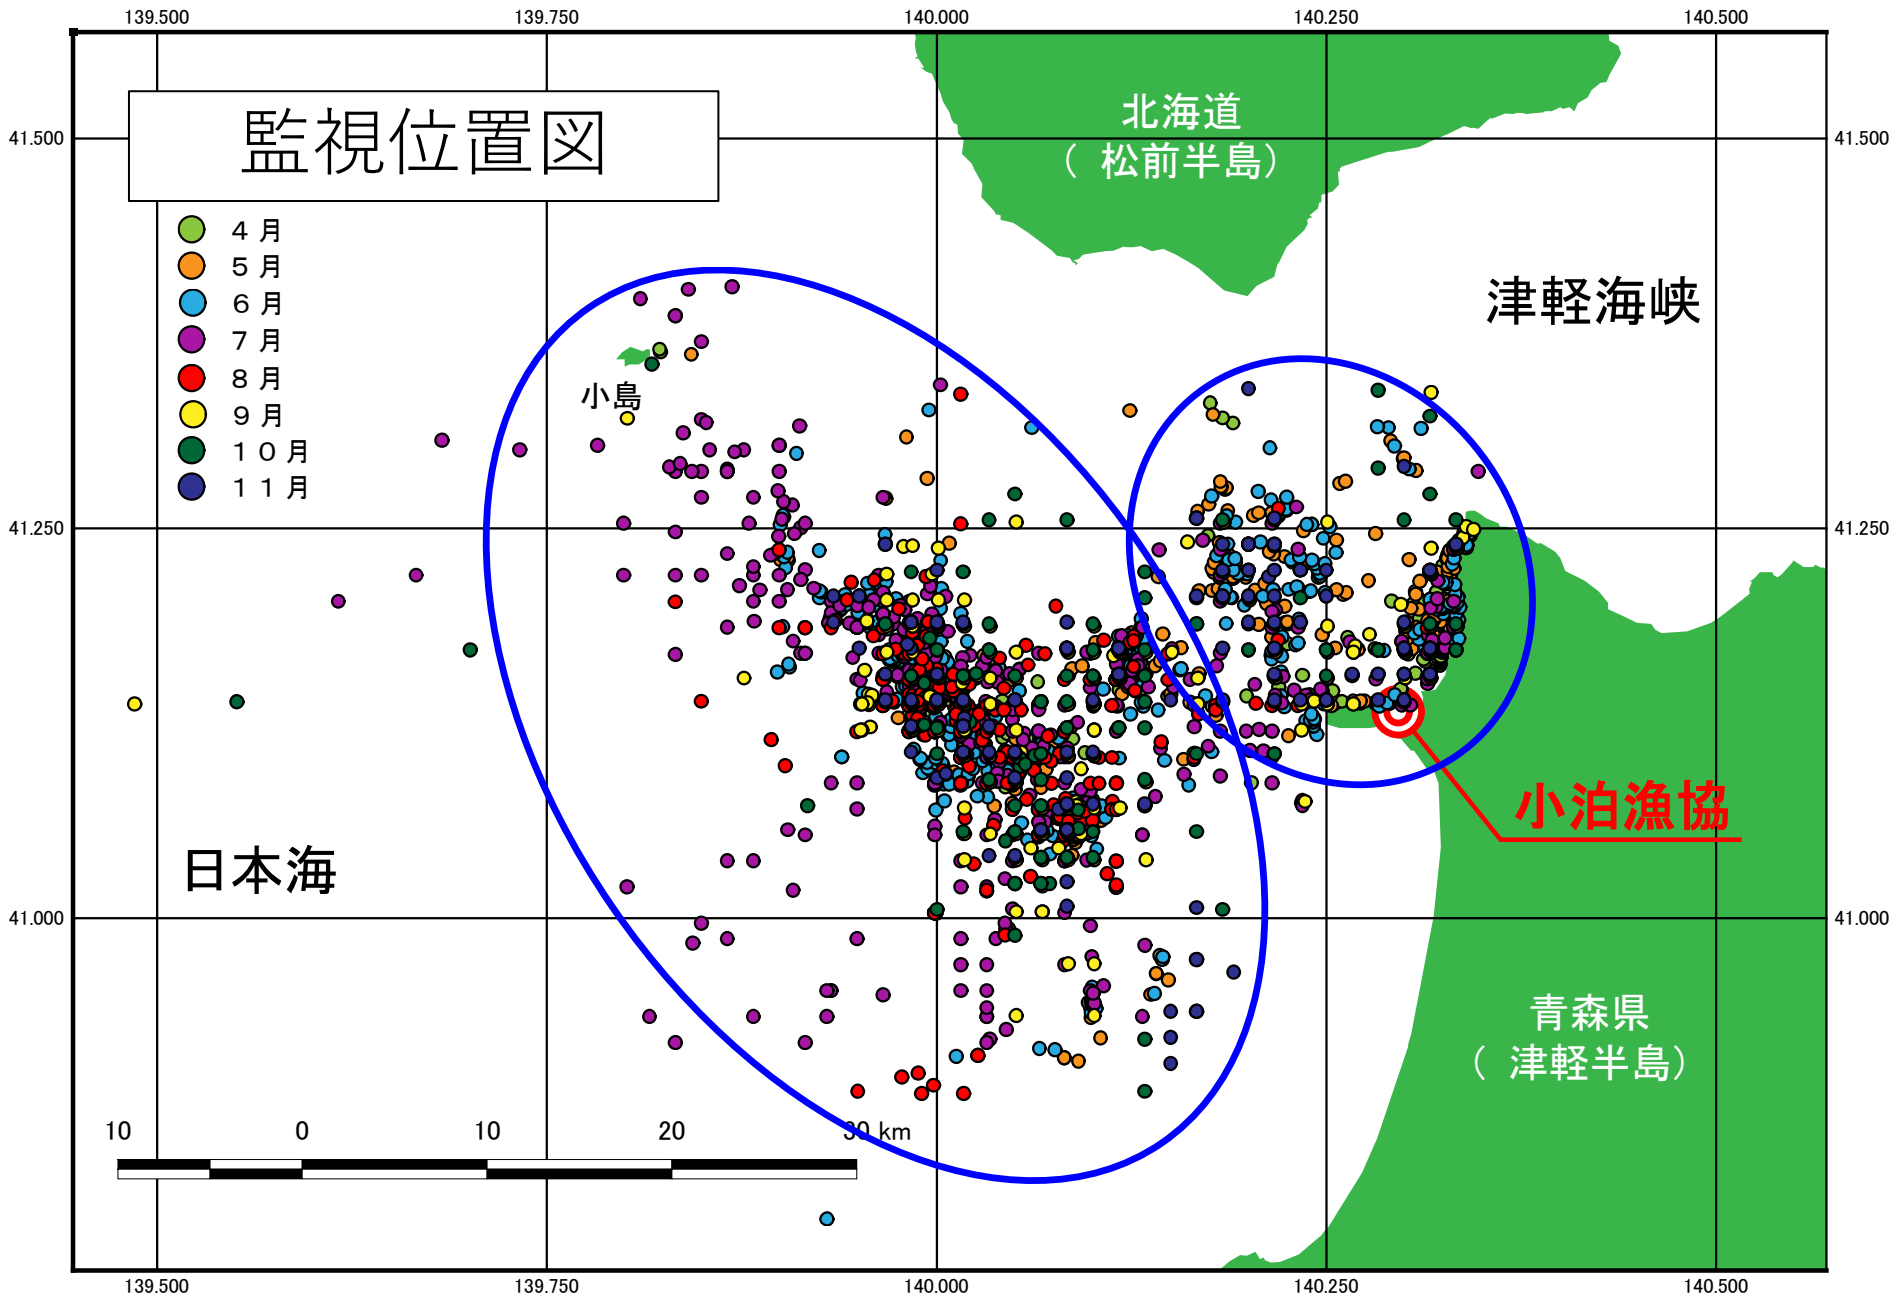 139.500 139.750 140.000 140.250 140.500
監視位置図
北海道
（ 松前半島）
41.500 41.500
４月
５月
６月
７月
８月
９月
１０月
１１月
津軽海峡
小島
41.250 41.250
小泊漁協
日本海
41.000 41.000
青森県
（ 津軽半島）
10 0 10 20 30 km
139.500 139.750 140.000 140.250 140.500